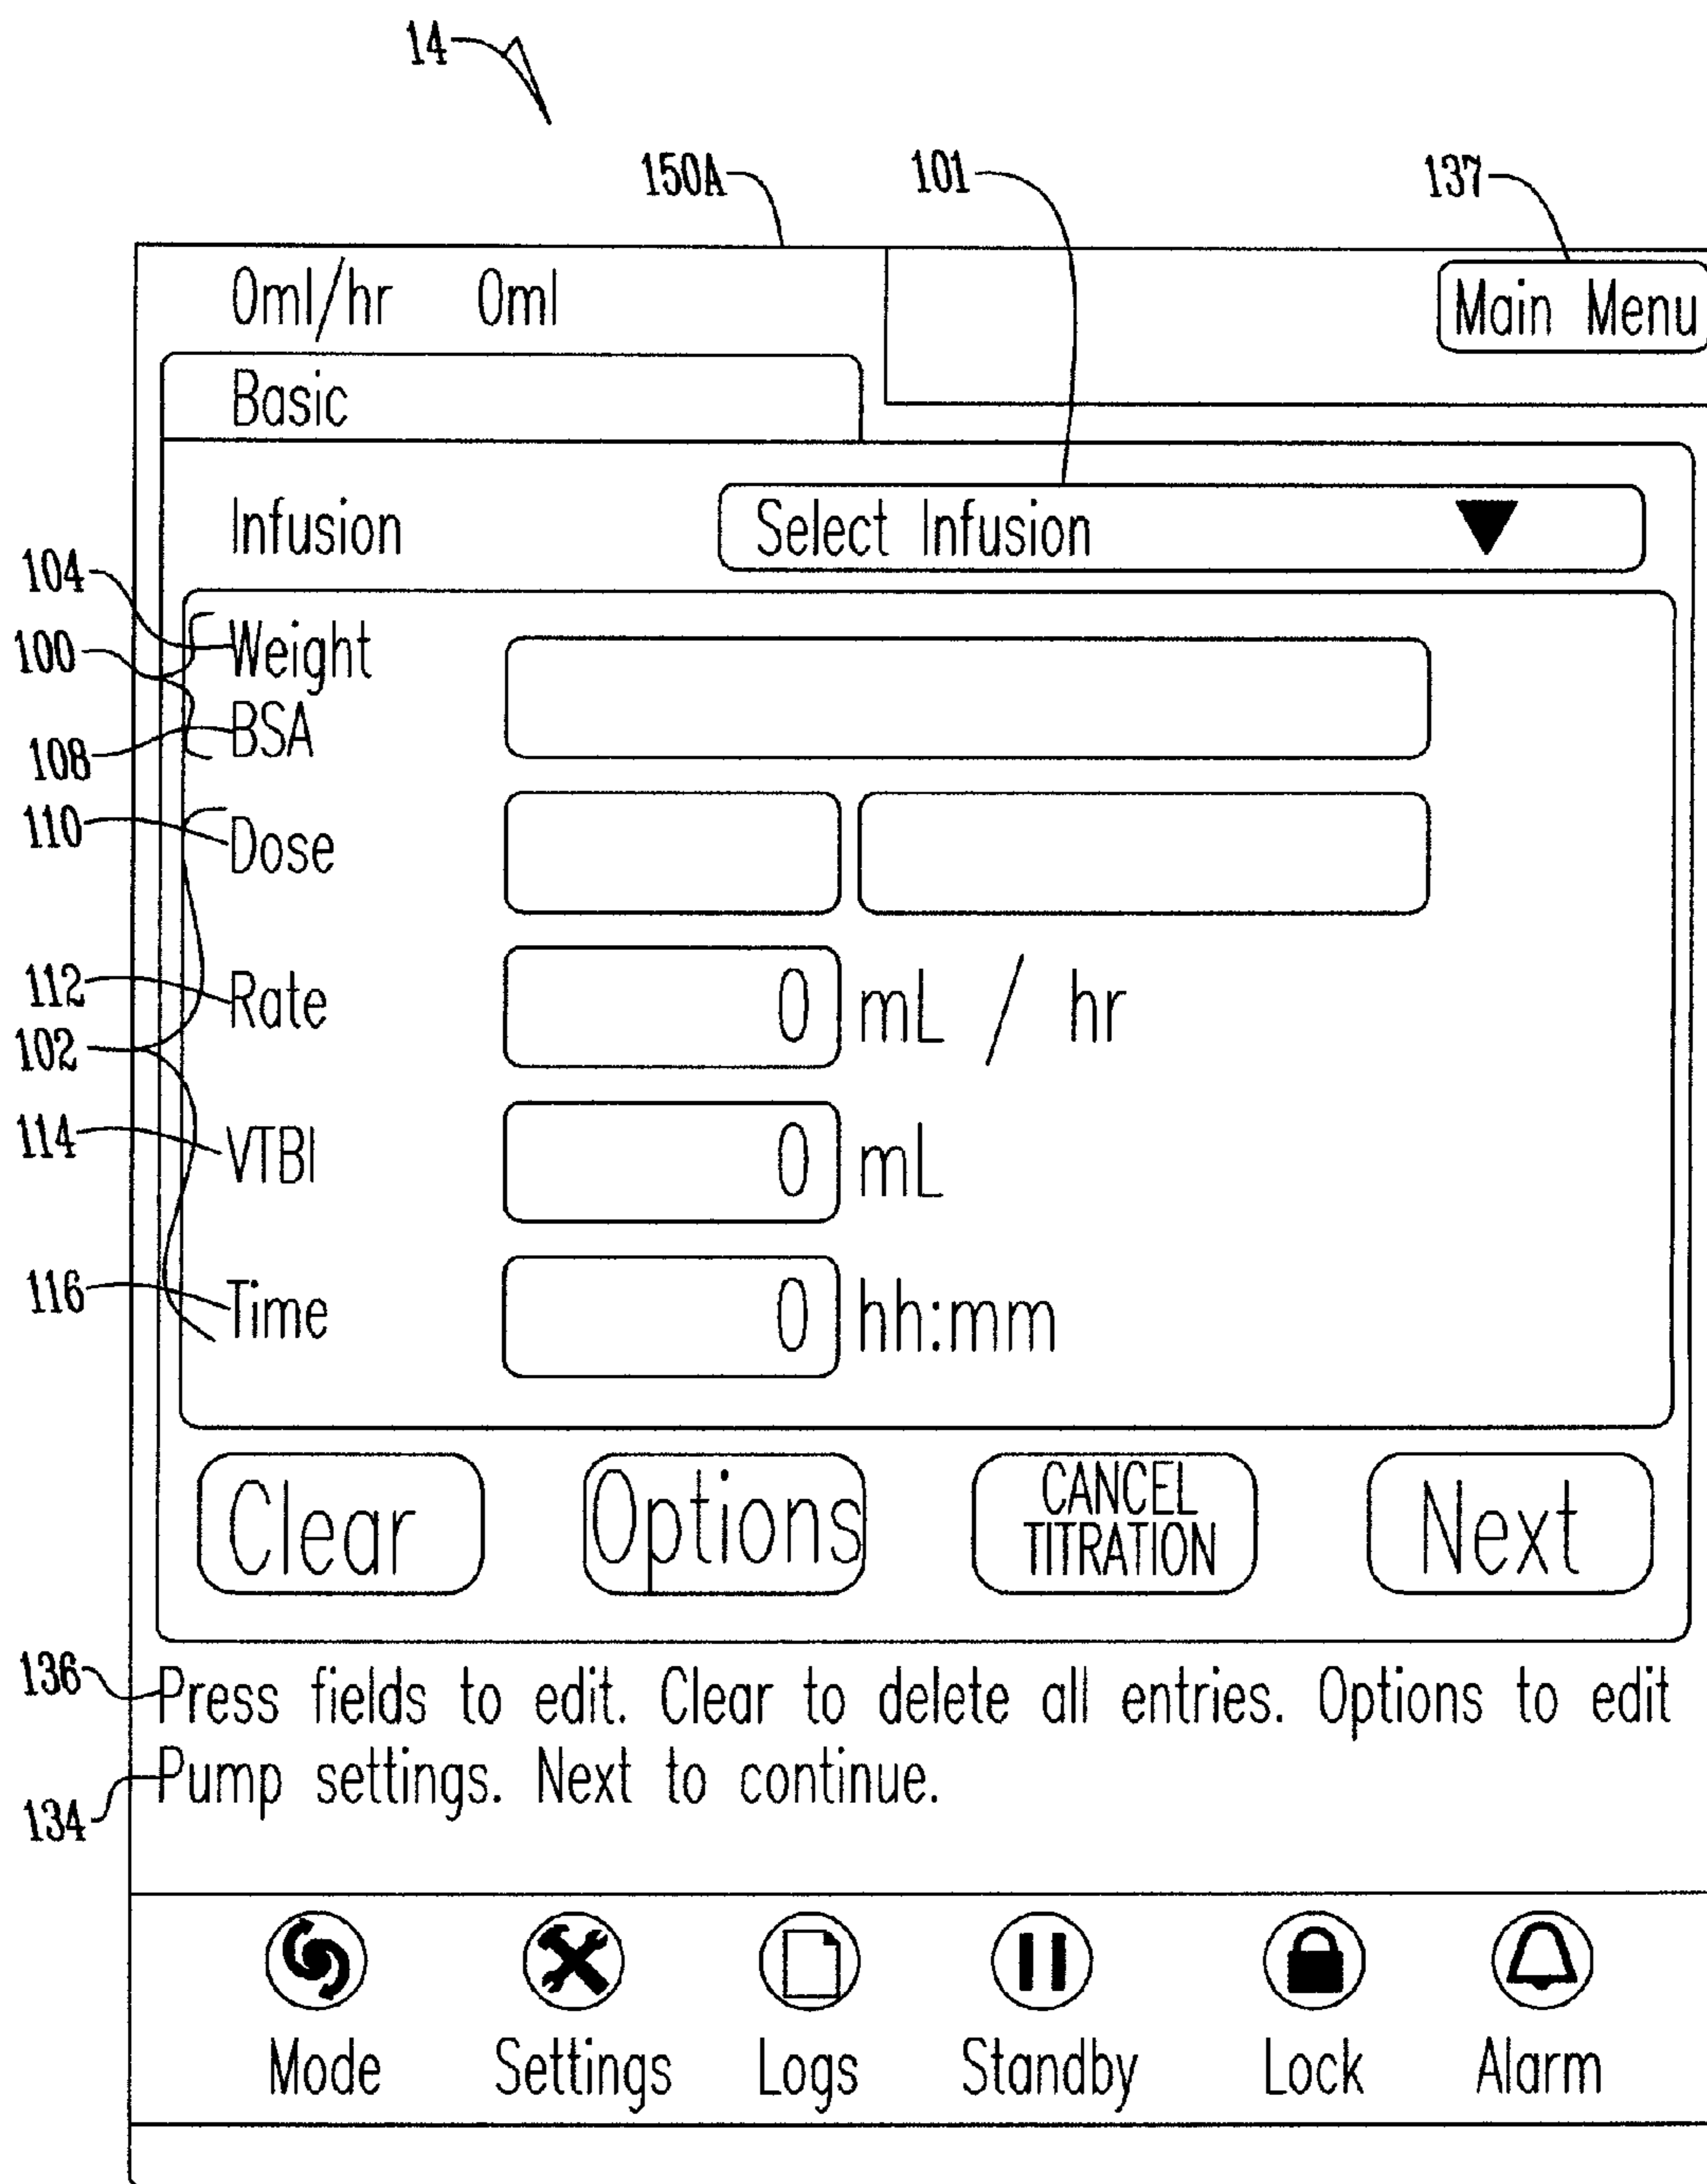 14
150A
101
137
0ml/hr 0ml
Main Menu
Basic
Infusion
Select Infusion
104
Weight
100
BSA
108
110
Dose
112
Rate
0 mL / hr
102
114
VTBI
0 mL
116
Time
0 hh:mm
Clear
Options
CANCEL
TITRATION
Next
136
Press fields to edit. Clear to delete all entries. Options to edit
Pump settings. Next to continue.
134
Mode
Settings
Logs
Standby
Lock
Alarm